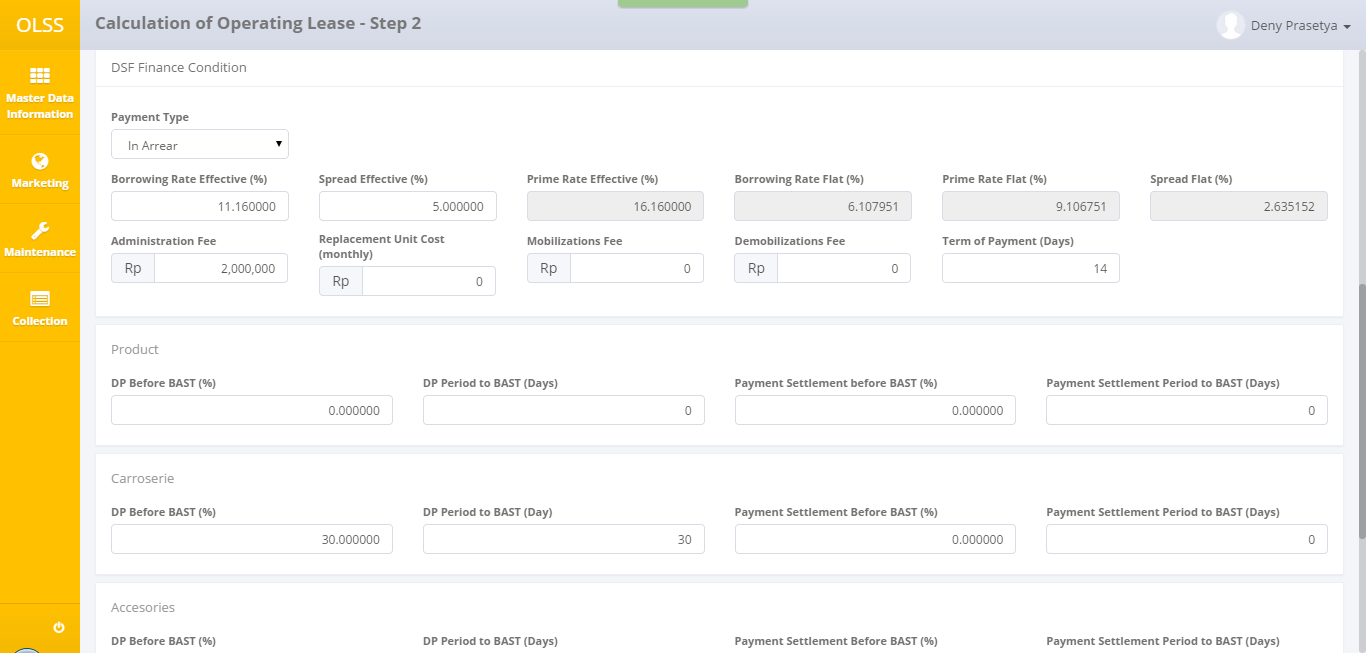 OLSS
Calculation of Operating Lease - Step 2
Deny Prasetya
Master Data
Information
Marketing
Maintenance
Collection
DSF Finance Condition
Payment Type
In Arrear
Borrowing Rate Effective (%) Spread Effective (%) Prime Rate Effective (%) Borrowing Rate Flat (%) Prime Rate Flat (%) Spread Flat (%)
11.160000 5.000000 16.160000 6.107951 9.106751 2.635152
Administration Fee Replacement Unit Cost Mobilizations Fee Demobilizations Fee Term of Payment (Days)
(monthly)
Rp 2,000,000 Rp 0 Rp 0 Rp 0 14
Product
DP Before BAST (%) DP Period to BAST (Days) Payment Settlement before BAST (%) Payment Settlement Period to BAST (Days)
0.000000 0 0.000000 0
Carroserie
DP Before BAST (%) DP Period to BAST (Day) Payment Settlement Before BAST (%) Payment Settlement Period to BAST (Days)
30.000000 30 0.000000 0
Accesories
DP Before BAST (%) DP Period to BAST (Days) Payment Settlement Before BAST (%) Payment Settlement Period to BAST (Days)